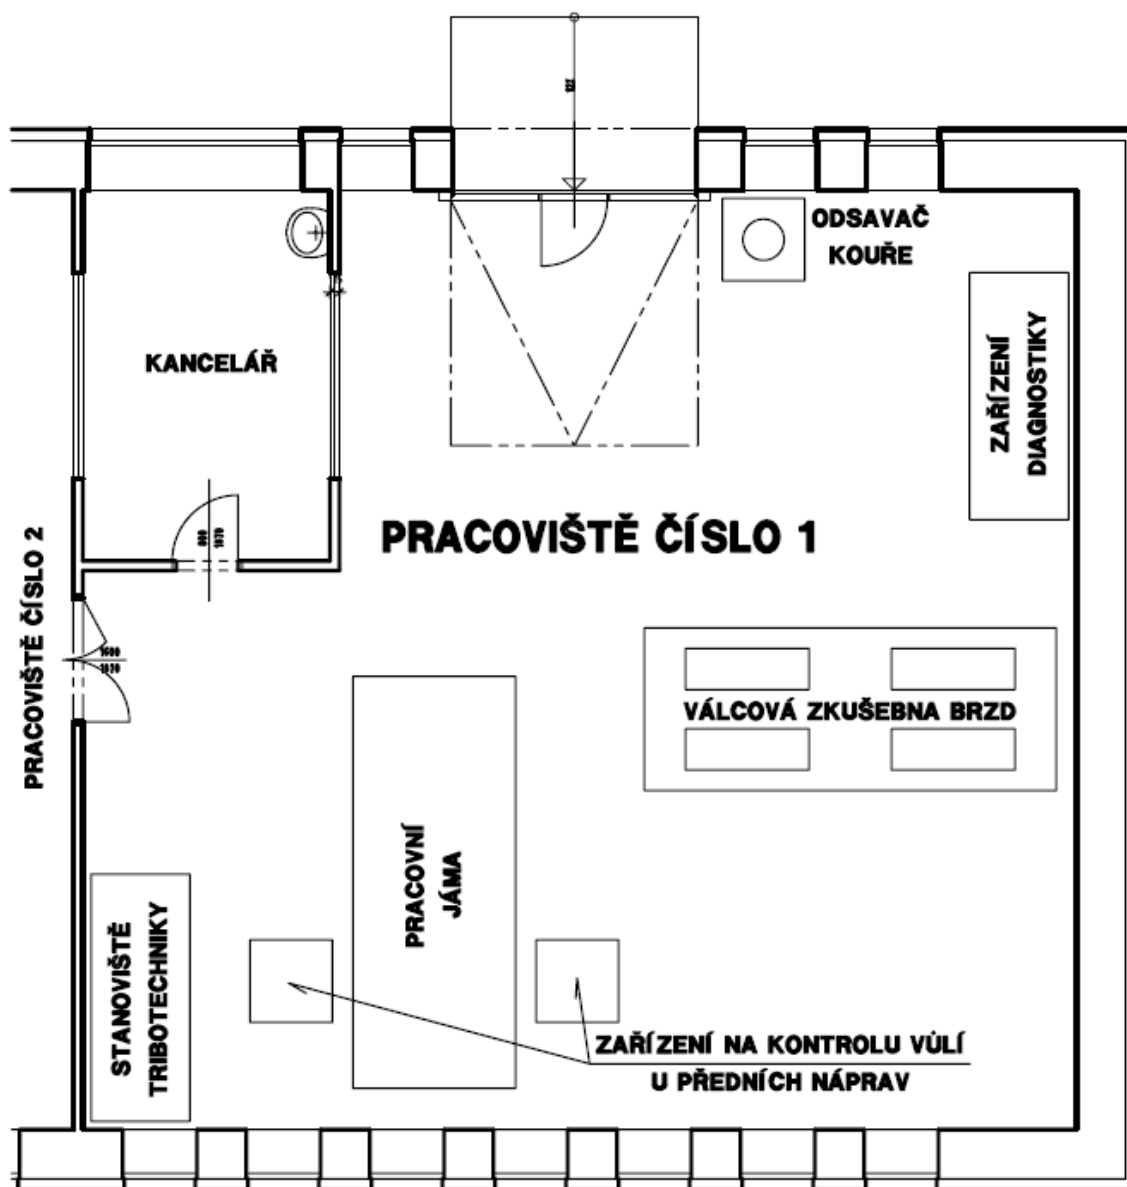 ODSAVAČ
KOUŘE
ZAŘÍZENÍ
DIAGNOSTIKY
KANCELÁŘ
PRACOVIŠTĚ ČÍSLO 1
PRACOVIŠTĚ ČÍSLO 2
VÁLCOVÁ ZKUŠEBNA BRZD
PRACOVNÍ
JÁMA
STANOVIŠTĚ
TRIBOTECHNIKY
ZAŘÍZENÍ NA KONTROLU VŮLÍ
U PŘEDNÍCH NÁPRAV